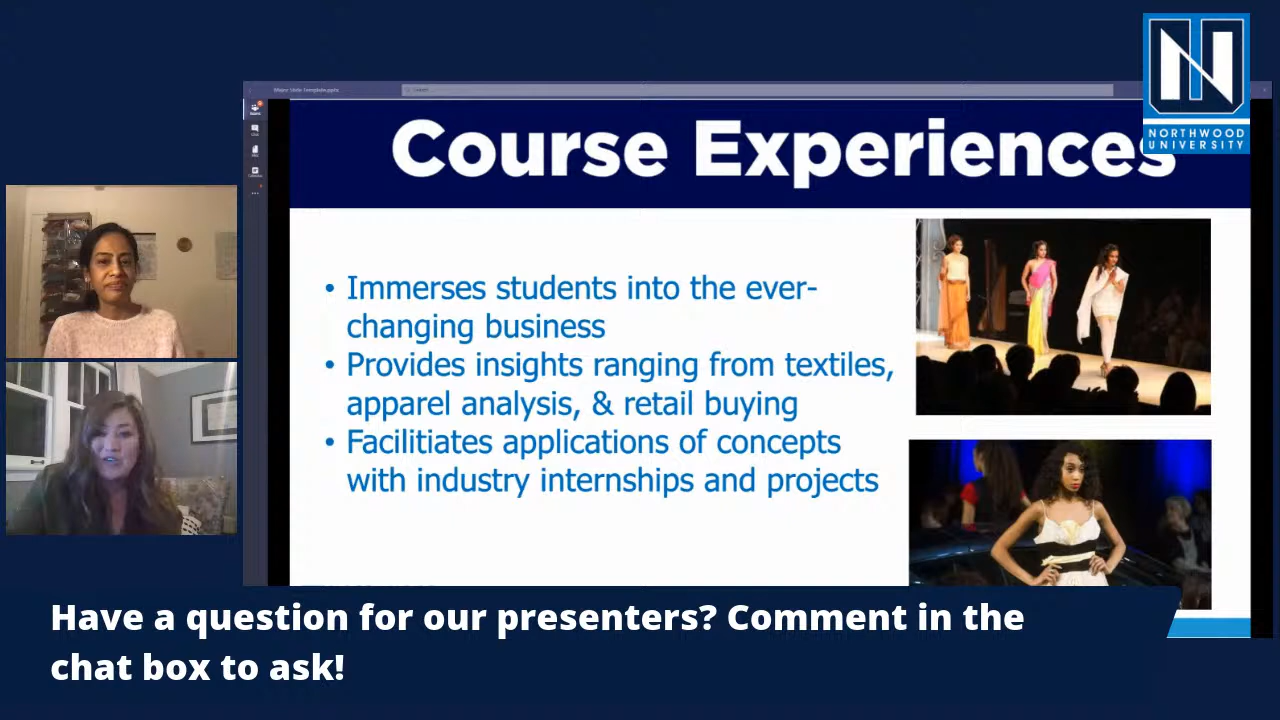 NORTHWOOD
UNIVERSITY
Course Experiences
• Immerses students into the ever-
changing business
• Provides insights ranging from textiles,
apparel analysis, & retail buying
• Facilitiates applications of concepts
with industry internships and projects
Have a question for our presenters? Comment in the
chat box to ask!